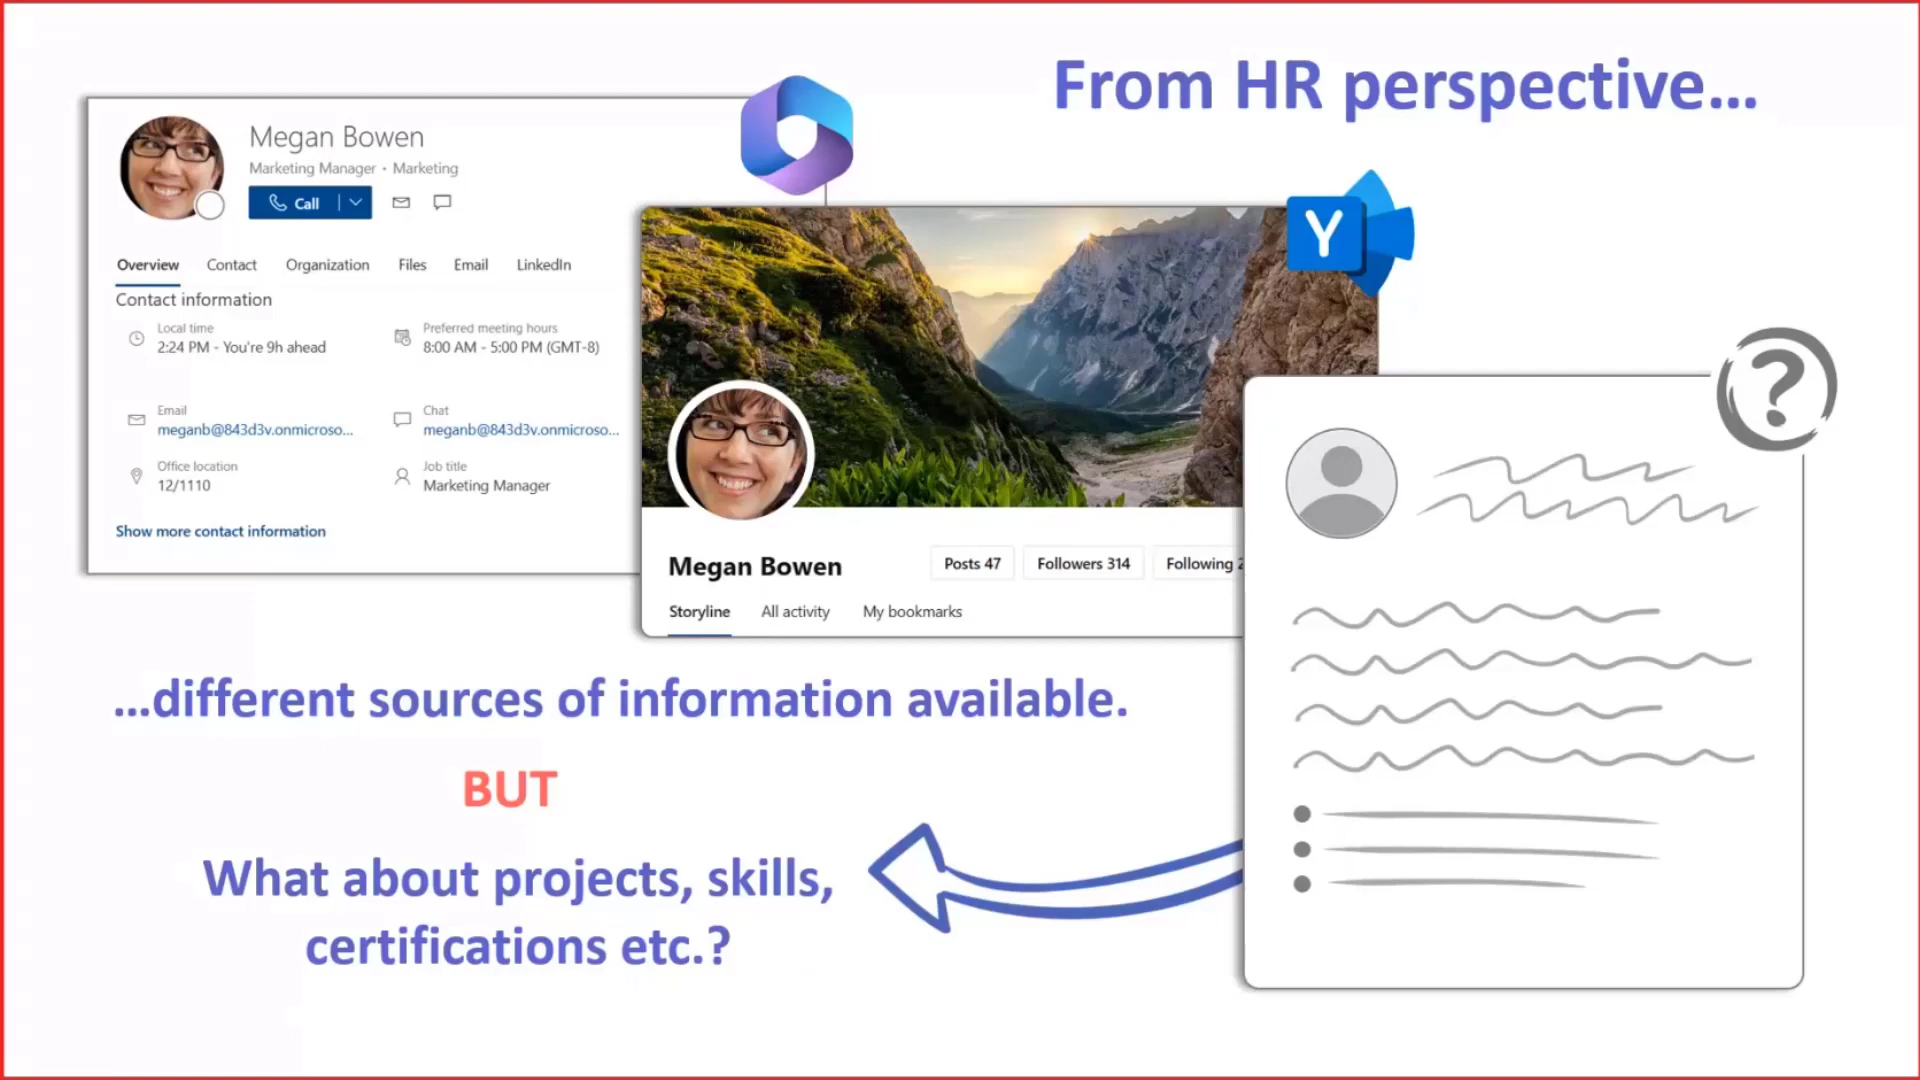 From HR perspective...
Megan Bowen
Marketing Manager • Marketing
Call
Overview Contact Organization Files Email LinkedIn
Contact information
Local time
2:24 PM - You're 9h ahead
Preferred meeting hours
8:00 AM - 5:00 PM (GMT-8)
Email
meganb@843d3v.onmicroso...
Chat
meganb@843d3v.onmicroso...
Office location
12/1110
Job title
Marketing Manager
Show more contact information
Y
Megan Bowen
Posts 47 Followers 314 Following
Storyline All activity My bookmarks
?
...different sources of information available.
BUT
What about projects, skills,
certifications etc.?